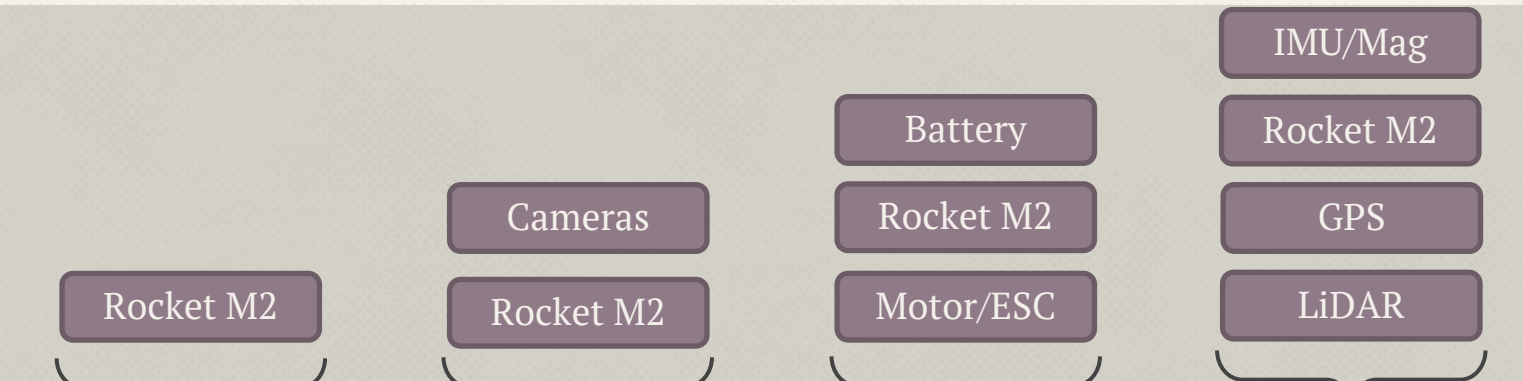 Rocket M2
Cameras
Rocket M2
Battery
Rocket M2
Motor/ESC
IMU/Mag
Rocket M2
GPS
LiDAR